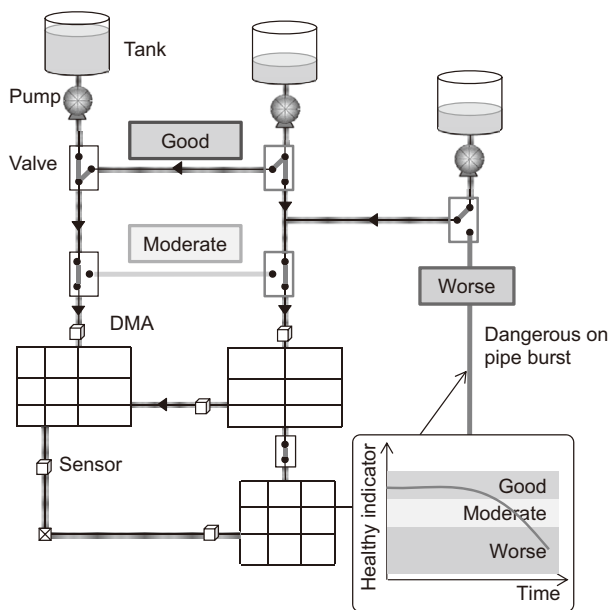 Tank
Pump
Good
Valve
Moderate
Worse
DMA
Dangerous on
pipe burst
Sensor
Healthy indicator
Good
Moderate
Worse
Time